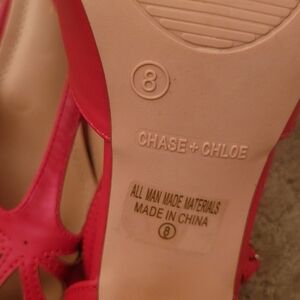 8
CHASE + CHLOE
ALL MAN MADE MATERIALS
MADE IN CHINA
8